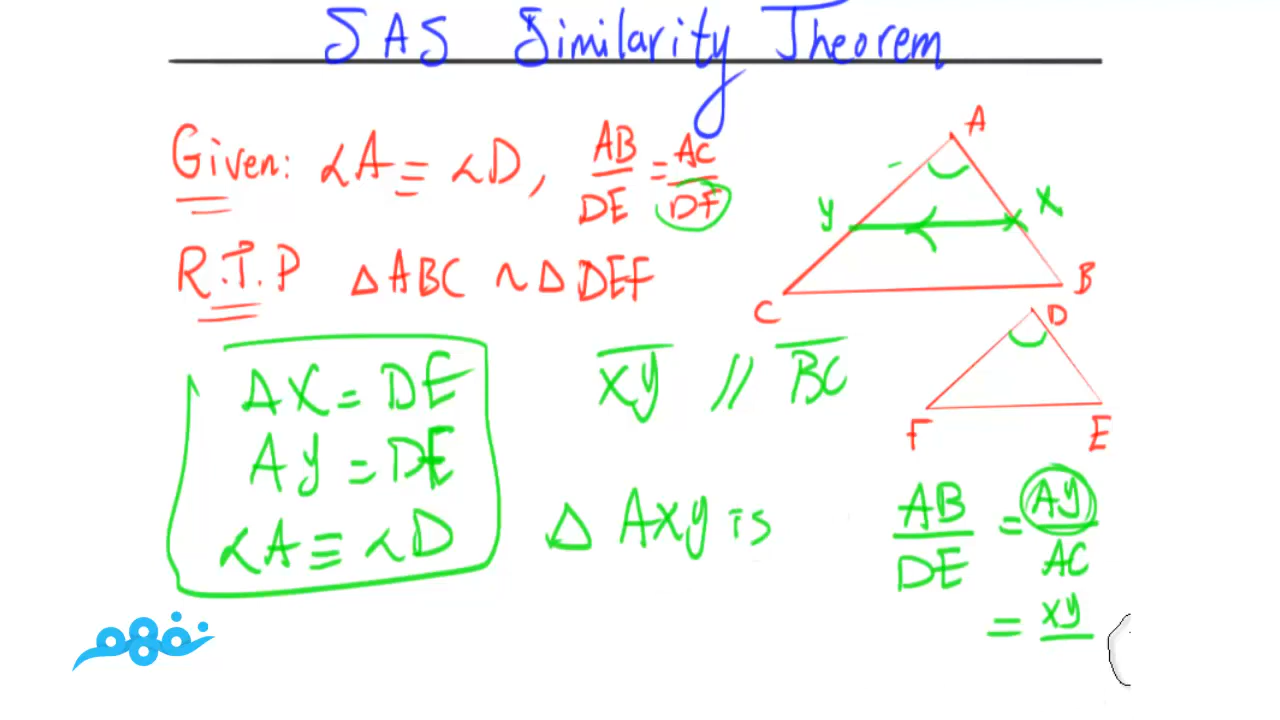 SAS Similarity Theorem
Given: ∠A ≡ ∠D, AB/DE = AC/DF
R.T.P △ABC ~ △DEF
AX = DE
AY = DE
∠A ≡ ∠D
XY // BC
△ AXY is
A
Y
X
C
B
D
F
E
AB/DE = AY/AC
= XY
نفهم